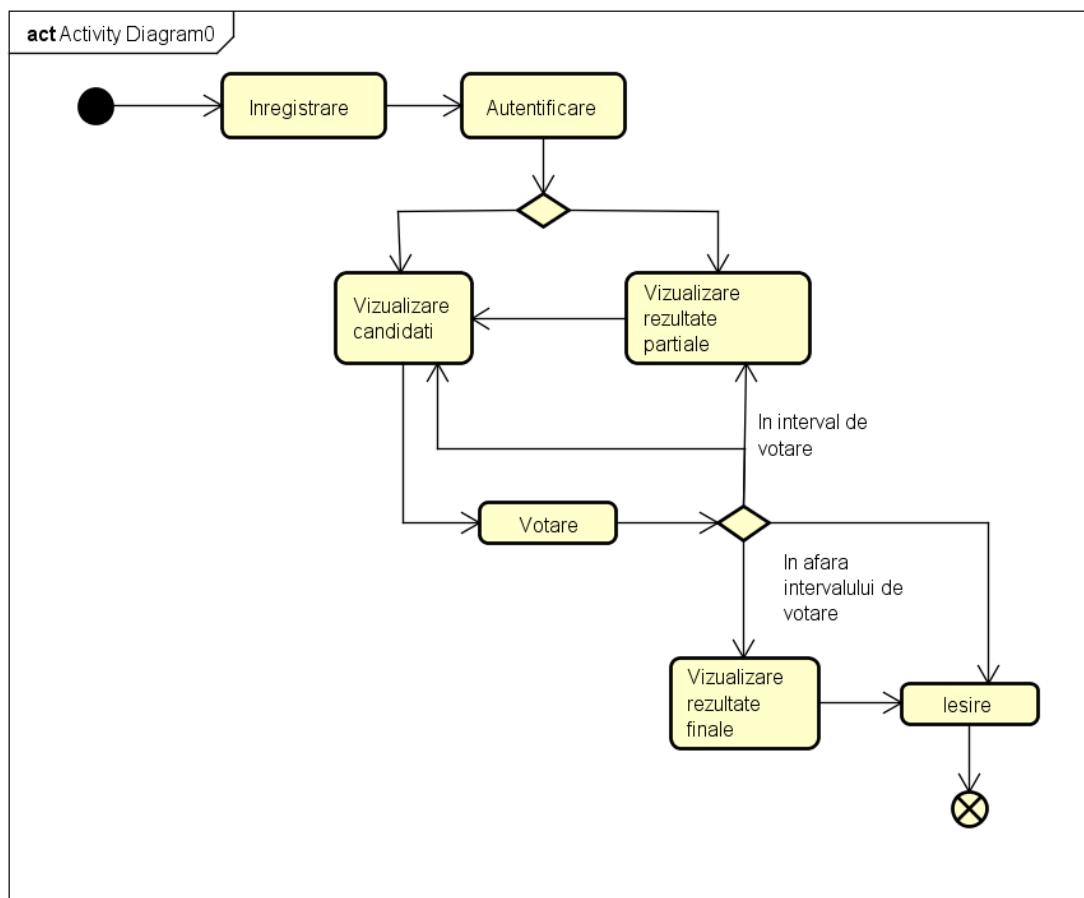 act Activity Diagram0
Inregistrare
Autentificare
Vizualizare
candidati
Vizualizare
rezultate
partiale
In interval de
votare
Votare
In afara
intervalului de
votare
Vizualizare
rezultate
finale
Iesire